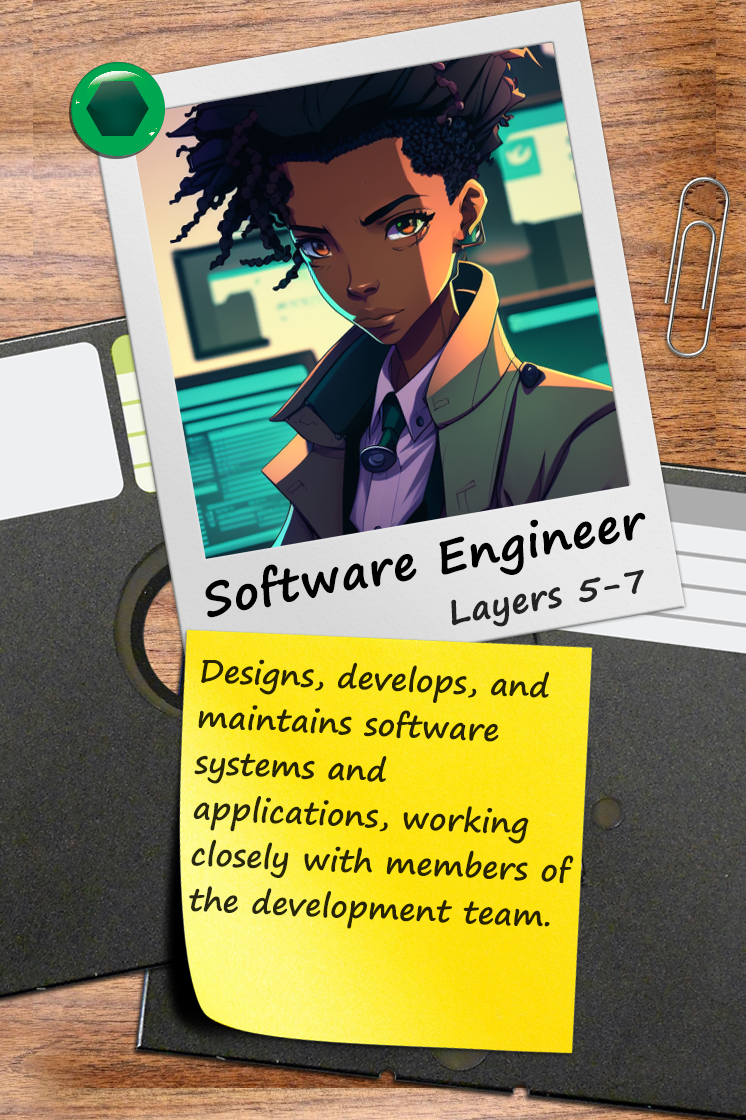 Software Engineer
Layers 5-7
Designs, develops, and
maintains software
systems and
applications, working
closely with members of
the development team.